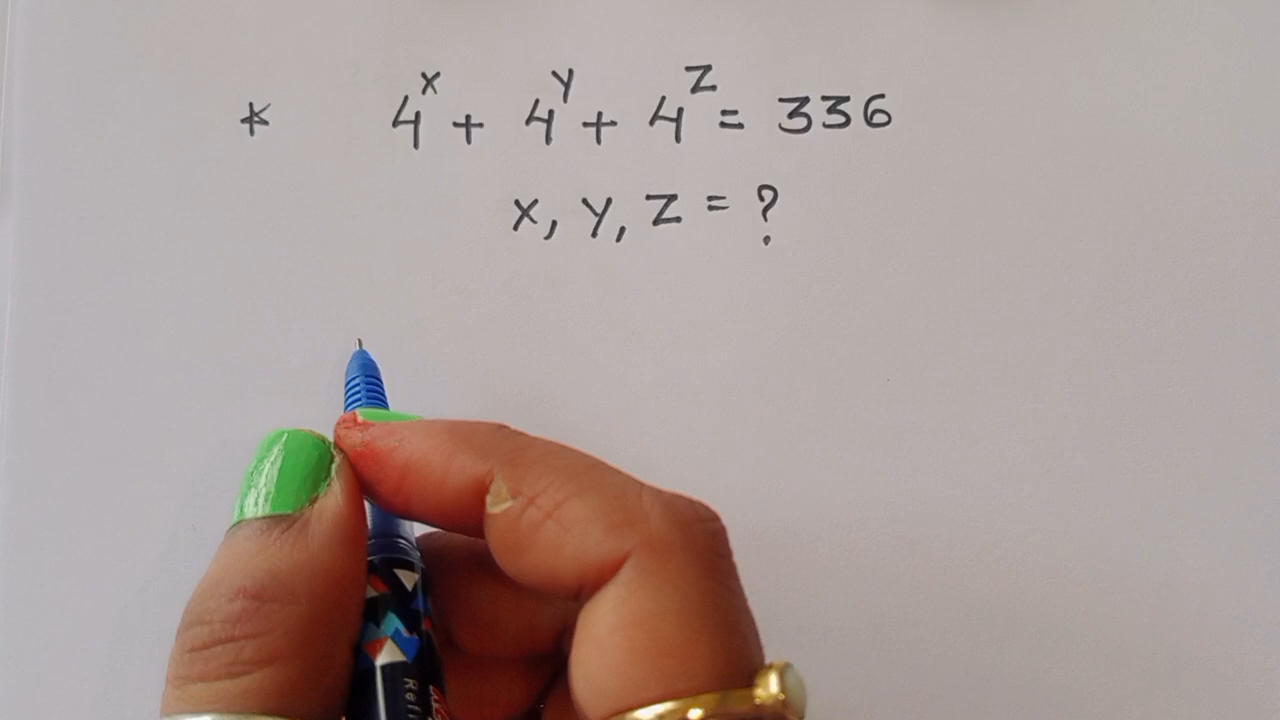 * 4^x + 4^y + 4^z = 336
x, y, z = ?